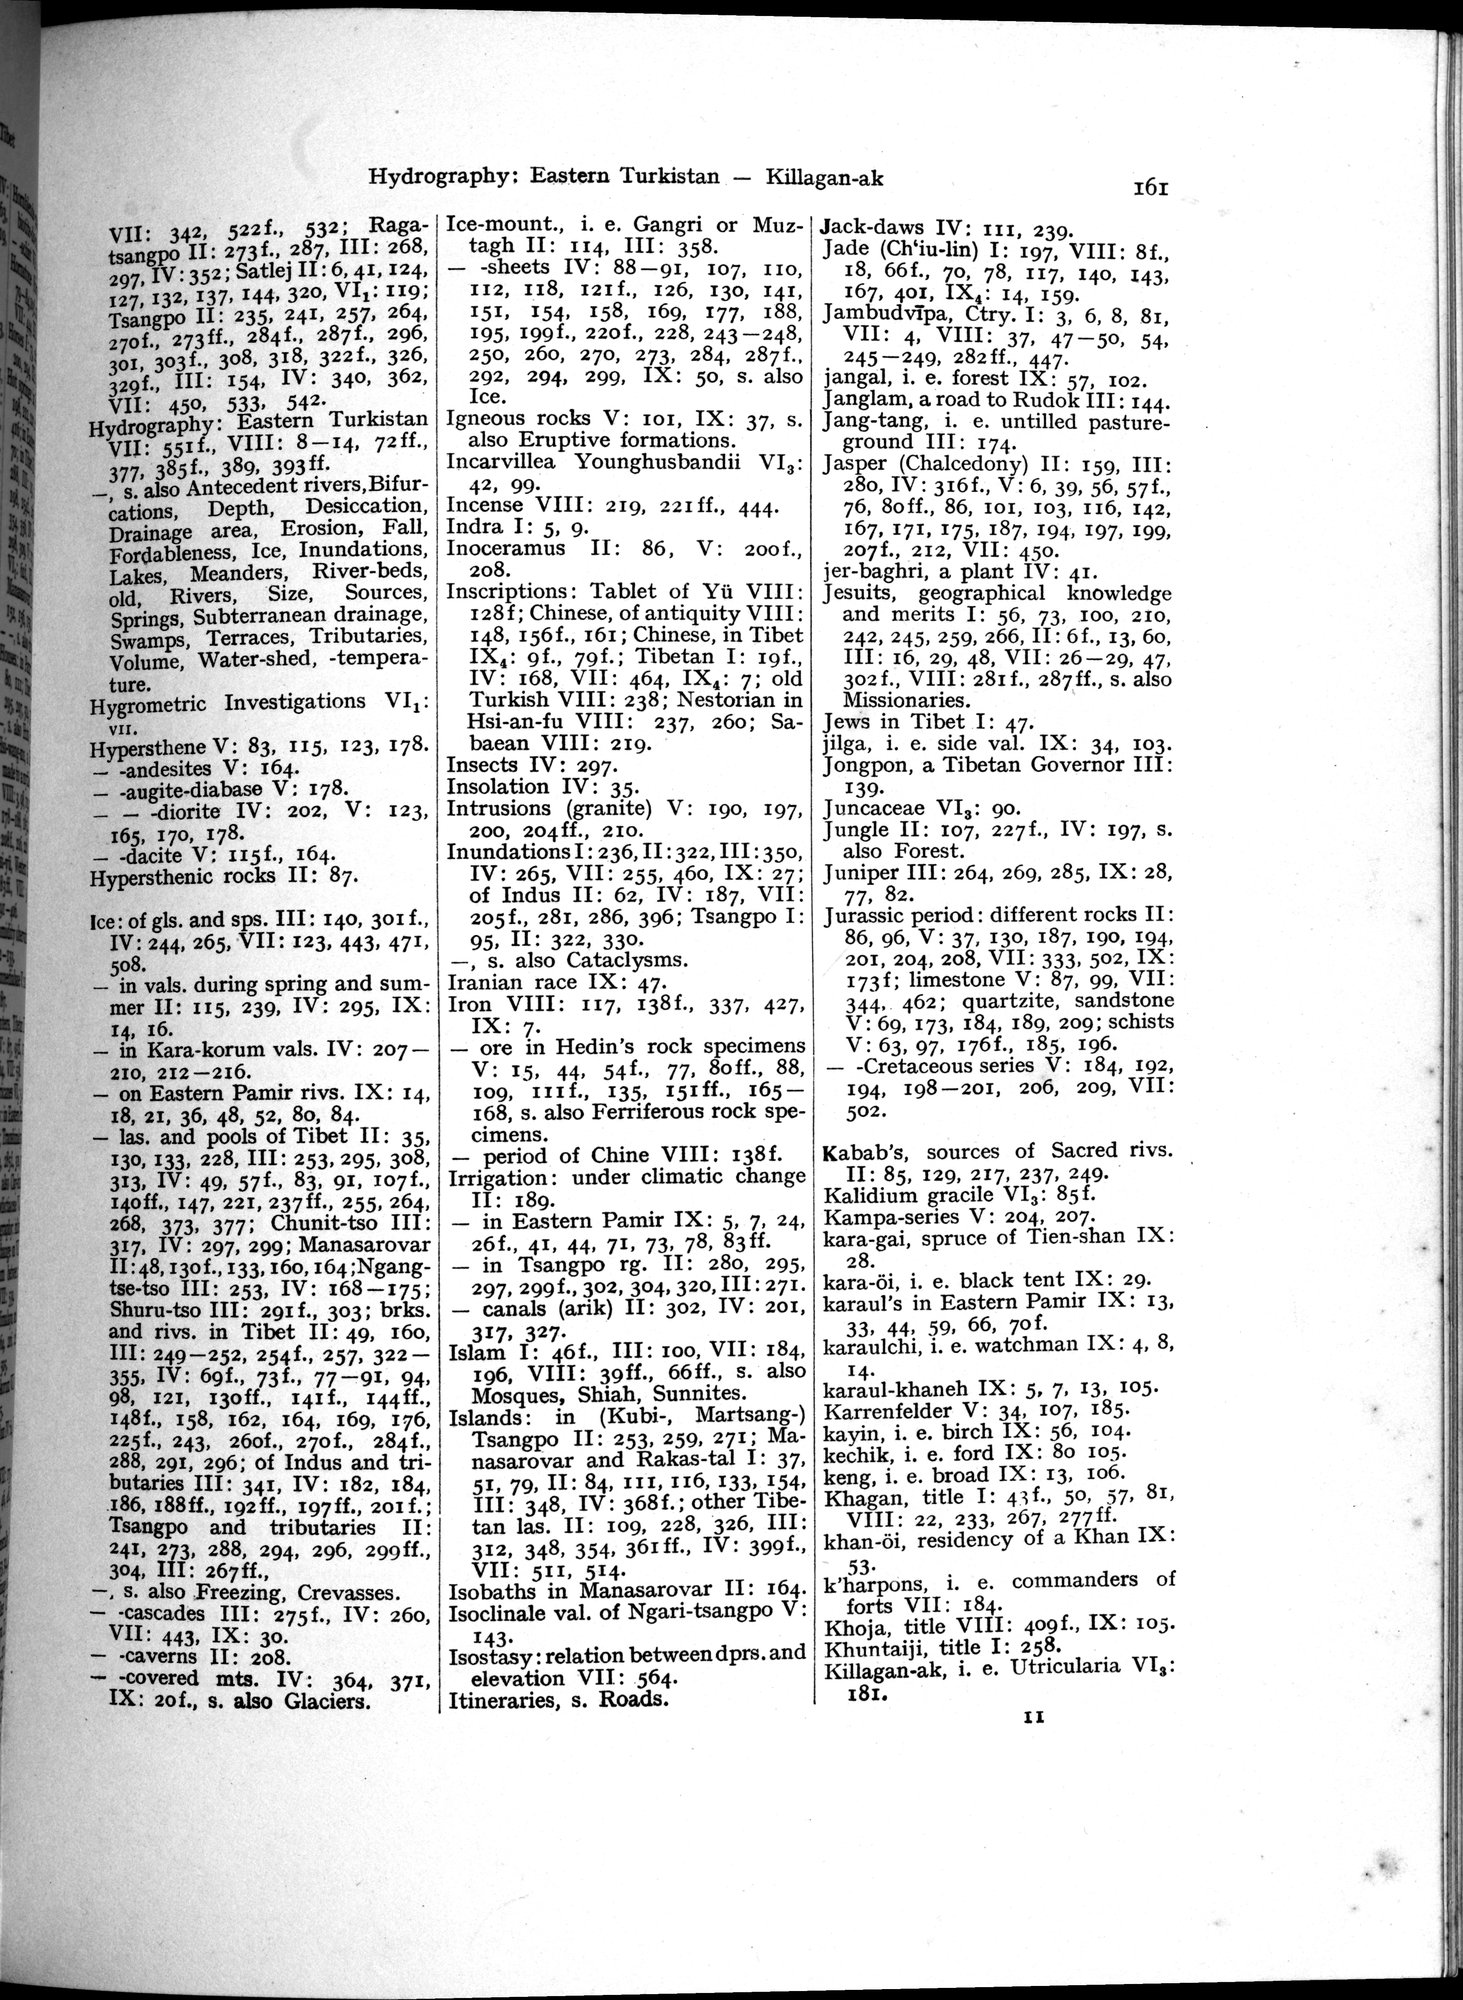 Hydrography: Eastern Turkistan — Killagan-ak
161
VII: 342, 522f., 532; Raga-
tsangpo II: 273f., 287, III: 268,
297, IV: 352; Satlej II: 6, 41, 124,
127, 132, 137, 144, 320, VI₁: 119;
Tsangpo II: 235, 241, 257, 264,
270f., 273ff., 284f., 287f., 296,
301, 303f., 308, 318, 322f., 326,
329f., III: 154, IV: 340, 362,
VII: 450, 533, 542.
Hydrography: Eastern Turkistan
VII: 551f., VIII: 8—14, 72ff.,
377, 385f., 389, 393ff.
—, s. also Antecedent rivers, Bifur-
cations, Depth, Desiccation,
Drainage area, Erosion, Fall,
Fordableness, Ice, Inundations,
Lakes, Meanders, River-beds,
old, Rivers, Size, Sources,
Springs, Subterranean drainage,
Swamps, Terraces, Tributaries,
Volume, Water-shed, -tempera-
ture.
Hygrometric Investigations VI₁:
VII.
Hypersthene V: 83, 115, 123, 178.
— -andesites V: 164.
— -augite-diabase V: 178.
— — -diorite IV: 202, V: 123,
165, 170, 178.
— -dacite V: 115f., 164.
Hypersthenic rocks II: 87.
Ice: of gls. and sps. III: 140, 301f.,
IV: 244, 265, VII: 123, 443, 471,
508.
— in vals. during spring and sum-
mer II: 115, 239, IV: 295, IX:
14, 16.
— in Kara-korum vals. IV: 207—
210, 212—216.
— on Eastern Pamir rivs. IX: 14,
18, 21, 36, 48, 52, 80, 84.
— las. and pools of Tibet II: 35,
130, 133, 228, III: 253, 295, 308,
313, IV: 49, 57f., 83, 91, 107f.,
140ff., 147, 221, 237ff., 255, 264,
268, 373, 377; Chunit-tso III:
317, IV: 297, 299; Manasarovar
II: 48, 130f., 133, 160, 164; Ngang-
tse-tso III: 253, IV: 168—175;
Shuru-tso III: 291f., 303; brks.
and rivs. in Tibet II: 49, 160,
III: 249—252, 254f., 257, 322—
355, IV: 69f., 73f., 77—91, 94,
98, 121, 130ff., 141f., 144ff.,
148f., 158, 162, 164, 169, 176,
225f., 243, 260f., 270f., 284f.,
288, 291, 296; of Indus and tri-
butaries III: 341, IV: 182, 184,
186, 188ff., 192ff., 197ff., 201f.;
Tsangpo and tributaries II:
241, 273, 288, 294, 296, 299ff.,
304, III: 267ff.,
—, s. also Freezing, Crevasses.
— -cascades III: 275f., IV: 260,
VII: 443, IX: 30.
— -caverns II: 208.
— -covered mts. IV: 364, 371,
IX: 20f., s. also Glaciers.
Ice-mount., i. e. Gangri or Muz-
tagh II: 114, III: 358.
— -sheets IV: 88—91, 107, 110,
112, 118, 121f., 126, 130, 141,
151, 154, 158, 169, 177, 188,
195, 199f., 220f., 228, 243—248,
250, 260, 270, 273, 284, 287f.,
292, 294, 299, IX: 50, s. also
Ice.
Igneous rocks V: 101, IX: 37, s.
also Eruptive formations.
Incarvillea Younghusbandii VI₃:
42, 99.
Incense VIII: 219, 221ff., 444.
Indra I: 5, 9.
Inoceramus II: 86, V: 200f.,
208.
Inscriptions: Tablet of Yü VIII:
128f; Chinese, of antiquity VIII:
148, 156f., 161; Chinese, in Tibet
IX₄: 9f., 79f.; Tibetan I: 19f.,
IV: 168, VII: 464, IX₄: 7; old
Turkish VIII: 238; Nestorian in
Hsi-an-fu VIII: 237, 260; Sa-
baean VIII: 219.
Insects IV: 297.
Insolation IV: 35.
Intrusions (granite) V: 190, 197,
200, 204ff., 210.
Inundations I: 236, II: 322, III: 350,
IV: 265, VII: 255, 460, IX: 27;
of Indus II: 62, IV: 187, VII:
205f., 281, 286, 396; Tsangpo I:
95, II: 322, 330.
—, s. also Cataclysms.
Iranian race IX: 47.
Iron VIII: 117, 138f., 337, 427,
IX: 7.
— ore in Hedin's rock specimens
V: 15, 44, 54f., 77, 80ff., 88,
109, 111f., 135, 151ff., 165—
168, s. also Ferriferous rock spe-
cimens.
— period of Chine VIII: 138f.
Irrigation: under climatic change
II: 189.
— in Eastern Pamir IX: 5, 7, 24,
26f., 41, 44, 71, 73, 78, 83ff.
— in Tsangpo rg. II: 280, 295,
297, 299f., 302, 304, 320, III: 271.
— canals (arik) II: 302, IV: 201,
317, 327.
Islam I: 46f., III: 100, VII: 184,
196, VIII: 39ff., 66ff., s. also
Mosques, Shiah, Sunnites.
Islands: in (Kubi-, Martsang-)
Tsangpo II: 253, 259, 271; Ma-
nasarovar and Rakas-tal I: 37,
51, 79, II: 84, 111, 116, 133, 154,
III: 348, IV: 368f.; other Tibe-
tan las. II: 109, 228, 326, III:
312, 348, 354, 361ff., IV: 399f.,
VII: 511, 514.
Isobaths in Manasarovar II: 164.
Isoclinale val. of Ngari-tsangpo V:
143.
Isostasy: relation between dprs. and
elevation VII: 564.
Itineraries, s. Roads.
Jack-daws IV: 111, 239.
Jade (Ch‘iu-lin) I: 197, VIII: 8f.,
18, 66f., 70, 78, 117, 140, 143,
167, 401, IX₄: 14, 159.
Jambudvīpa, Ctry. I: 3, 6, 8, 81,
VII: 4, VIII: 37, 47—50, 54,
245—249, 282ff., 447.
jangal, i. e. forest IX: 57, 102.
Janglam, a road to Rudok III: 144.
Jang-tang, i. e. untilled pasture-
ground III: 174.
Jasper (Chalcedony) II: 159, III:
280, IV: 316f., V: 6, 39, 56, 57f.,
76, 80ff., 86, 101, 103, 116, 142,
167, 171, 175, 187, 194, 197, 199,
207f., 212, VII: 450.
jer-baghri, a plant IV: 41.
Jesuits, geographical knowledge
and merits I: 56, 73, 100, 210,
242, 245, 259, 266, II: 6f., 13, 60,
III: 16, 29, 48, VII: 26—29, 47,
302f., VIII: 281f., 287ff., s. also
Missionaries.
Jews in Tibet I: 47.
jilga, i. e. side val. IX: 34, 103.
Jongpon, a Tibetan Governor III:
139.
Juncaceae VI₃: 90.
Jungle II: 107, 227f., IV: 197, s.
also Forest.
Juniper III: 264, 269, 285, IX: 28,
77, 82.
Jurassic period: different rocks II:
86, 96, V: 37, 130, 187, 190, 194,
201, 204, 208, VII: 333, 502, IX:
173f; limestone V: 87, 99, VII:
344, 462; quartzite, sandstone
V: 69, 173, 184, 189, 209; schists
V: 63, 97, 176f., 185, 196.
— -Cretaceous series V: 184, 192,
194, 198—201, 206, 209, VII:
502.
Kabab's, sources of Sacred rivs.
II: 85, 129, 217, 237, 249.
Kalidium gracile VI₃: 85f.
Kampa-series V: 204, 207.
kara-gai, spruce of Tien-shan IX:
28.
kara-öi, i. e. black tent IX: 29.
karaul's in Eastern Pamir IX: 13,
33, 44, 59, 66, 70f.
karaulchi, i. e. watchman IX: 4, 8,
14.
karaul-khaneh IX: 5, 7, 13, 105.
Karrenfelder V: 34, 107, 185.
kayin, i. e. birch IX: 56, 104.
kechik, i. e. ford IX: 80 105.
keng, i. e. broad IX: 13, 106.
Khagan, title I: 43f., 50, 57, 81,
VIII: 22, 233, 267, 277ff.
khan-öi, residency of a Khan IX:
53.
k'harpons, i. e. commanders of
forts VII: 184.
Khoja, title VIII: 409f., IX: 105.
Khuntaiji, title I: 258.
Killagan-ak, i. e. Utricularia VI₃:
181.
11